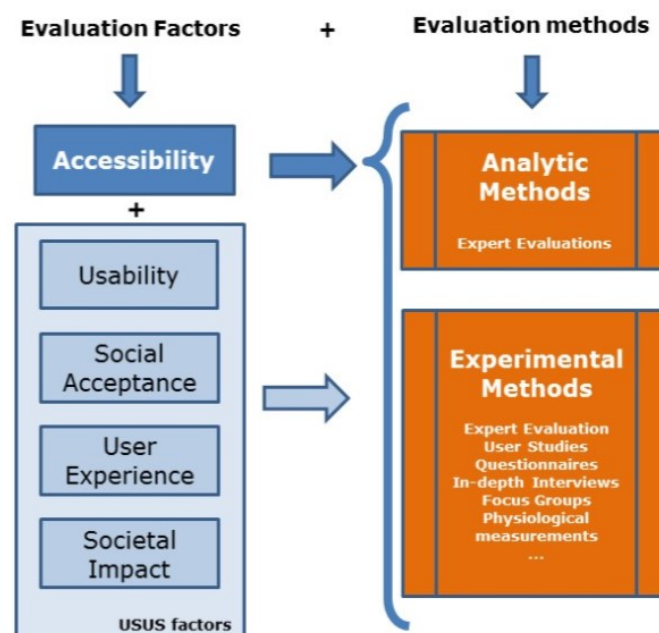 Evaluation Factors + Evaluation methods
Accessibility
+
Usability
Social
Acceptance
User
Experience
Societal
Impact
USUS factors
Analytic
Methods
Expert Evaluations
Experimental
Methods
Expert Evaluation
User Studies
Questionnaires
In-depth Interviews
Focus Groups
Physiological
measurements
...